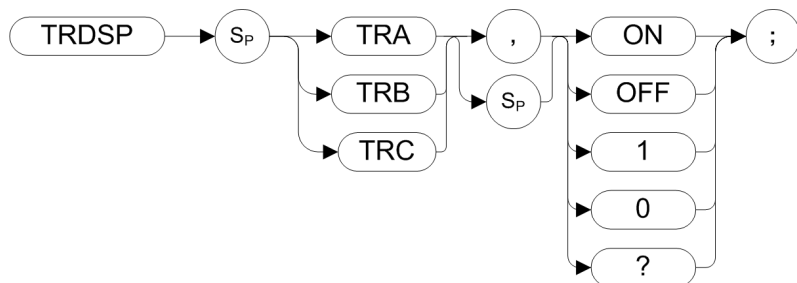 TRDSP SP TRA , ON ;
TRB SP OFF
TRC 1
0
?